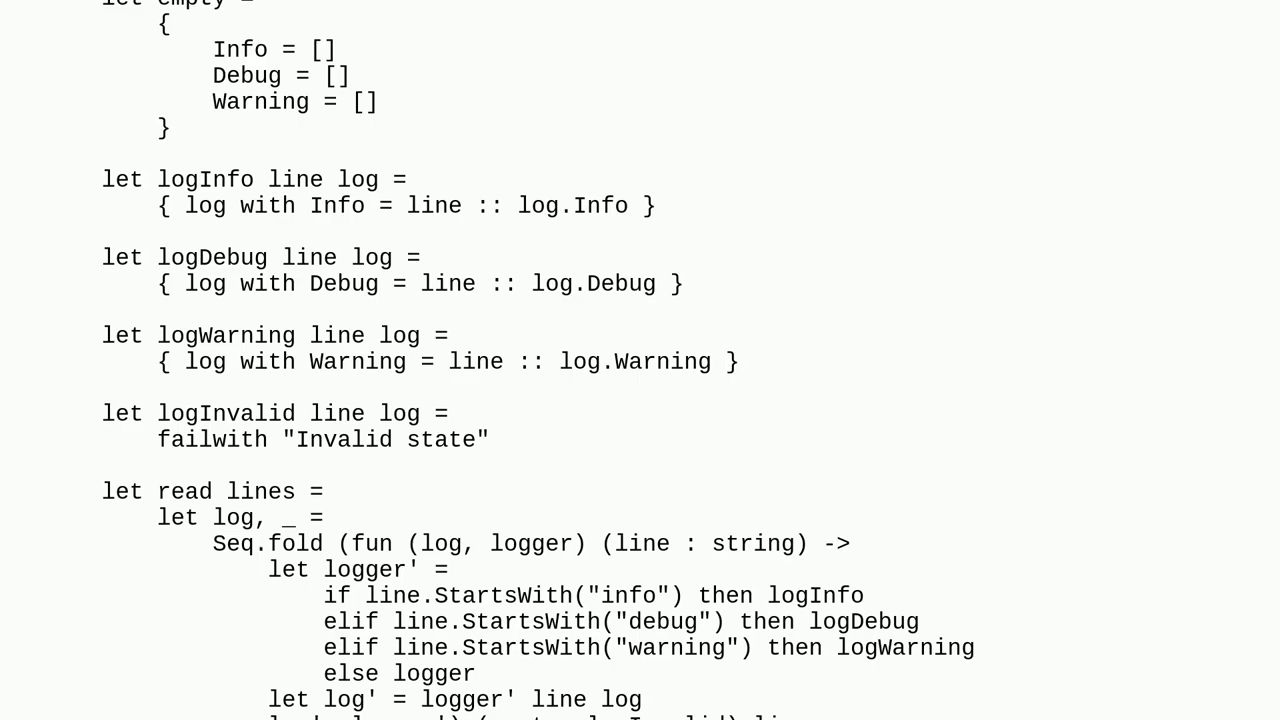 let empty =
{
Info = []
Debug = []
Warning = []
}
let logInfo line log =
{ log with Info = line :: log.Info }
let logDebug line log =
{ log with Debug = line :: log.Debug }
let logWarning line log =
{ log with Warning = line :: log.Warning }
let logInvalid line log =
failwith "Invalid state"
let read lines =
let log, _ =
Seq.fold (fun (log, logger) (line : string) ->
let logger' =
if line.StartsWith("info") then logInfo
elif line.StartsWith("debug") then logDebug
elif line.StartsWith("warning") then logWarning
else logger
let log' = logger' line log